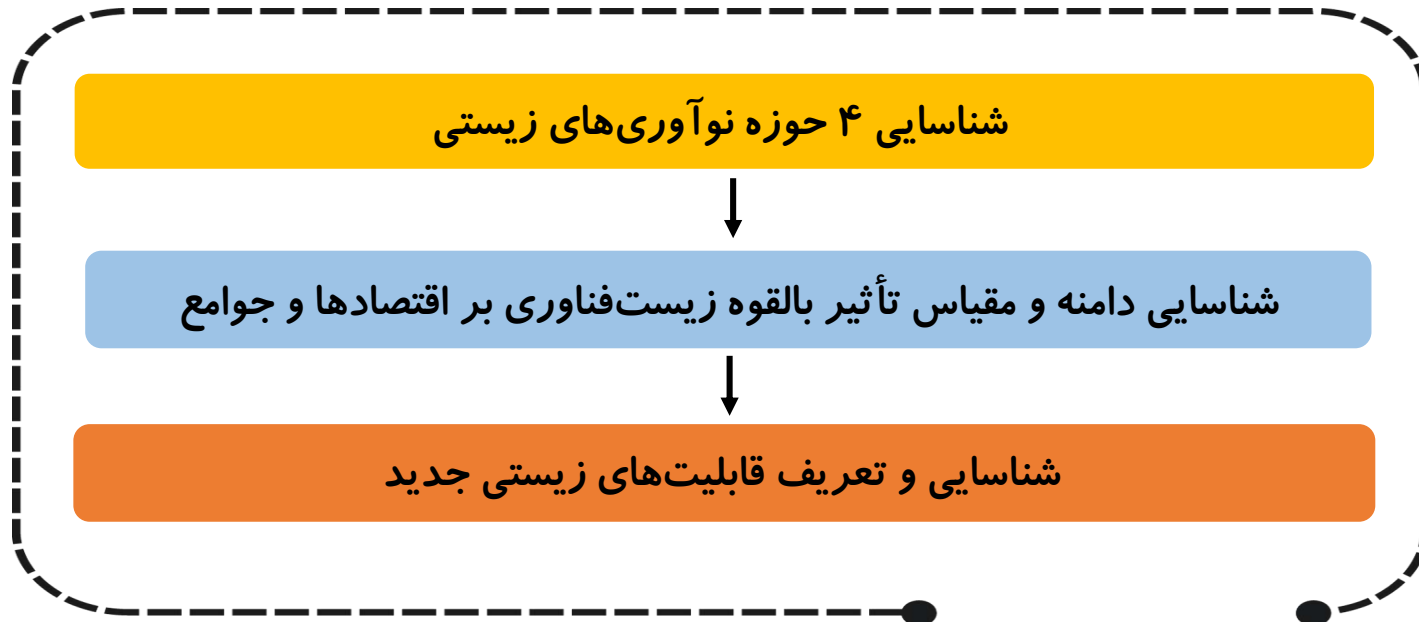 شناسایی ۴ حوزه نوآوری‌های زیستی
شناسایی دامنه و مقیاس تأثیر بالقوه زیست‌فناوری بر اقتصادها و جوامع
شناسایی و تعریف قابلیت‌های زیستی جدید